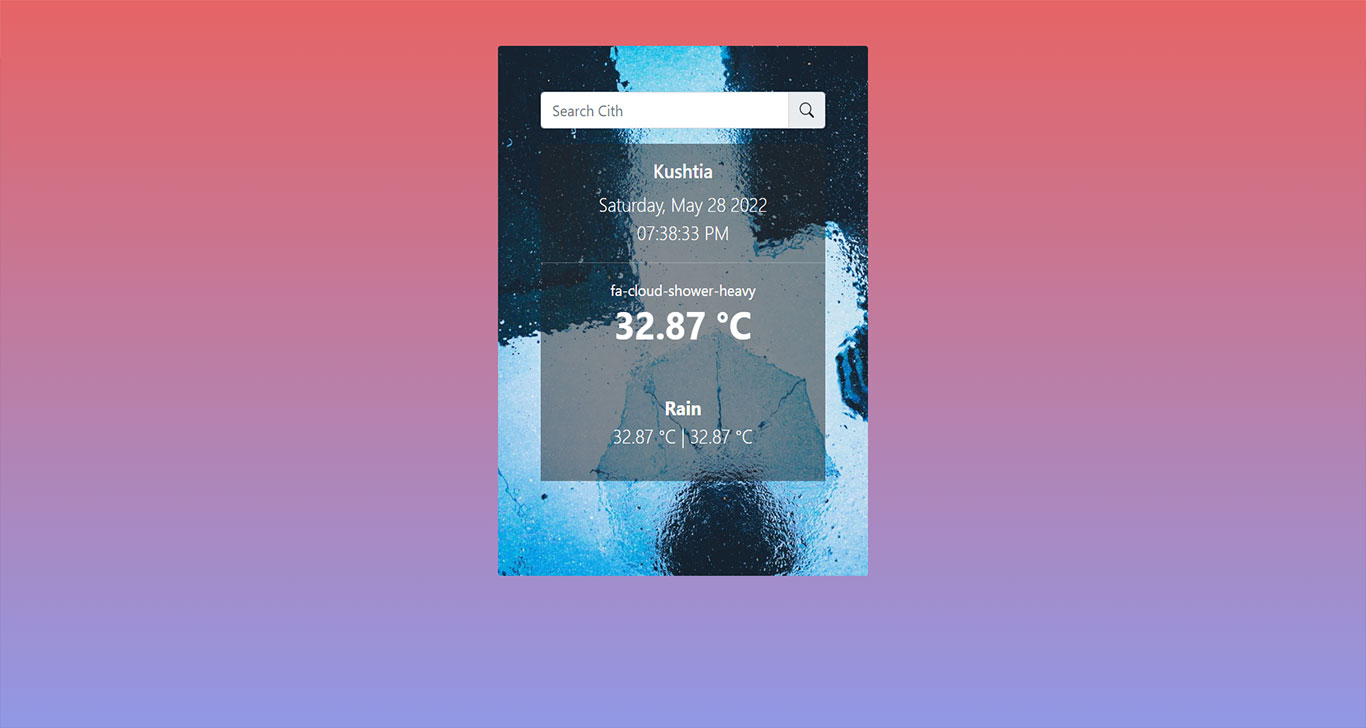 Search Cith
Kushtia
Saturday, May 28 2022
07:38:33 PM
fa-cloud-shower-heavy
32.87 °C
Rain
32.87 °C | 32.87 °C